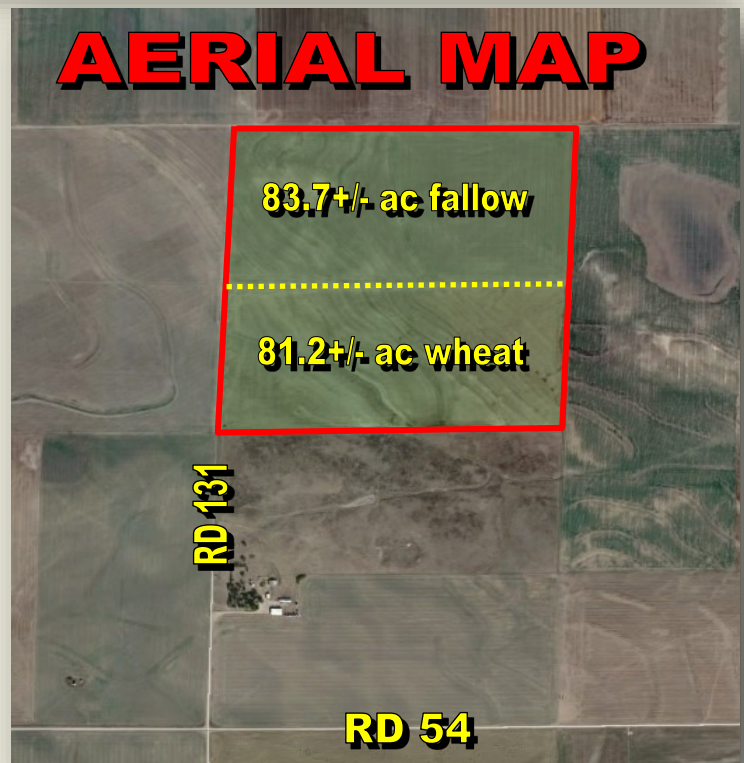 AERIAL MAP
83.7+/- ac fallow
81.2+/- ac wheat
RD 131
RD 54